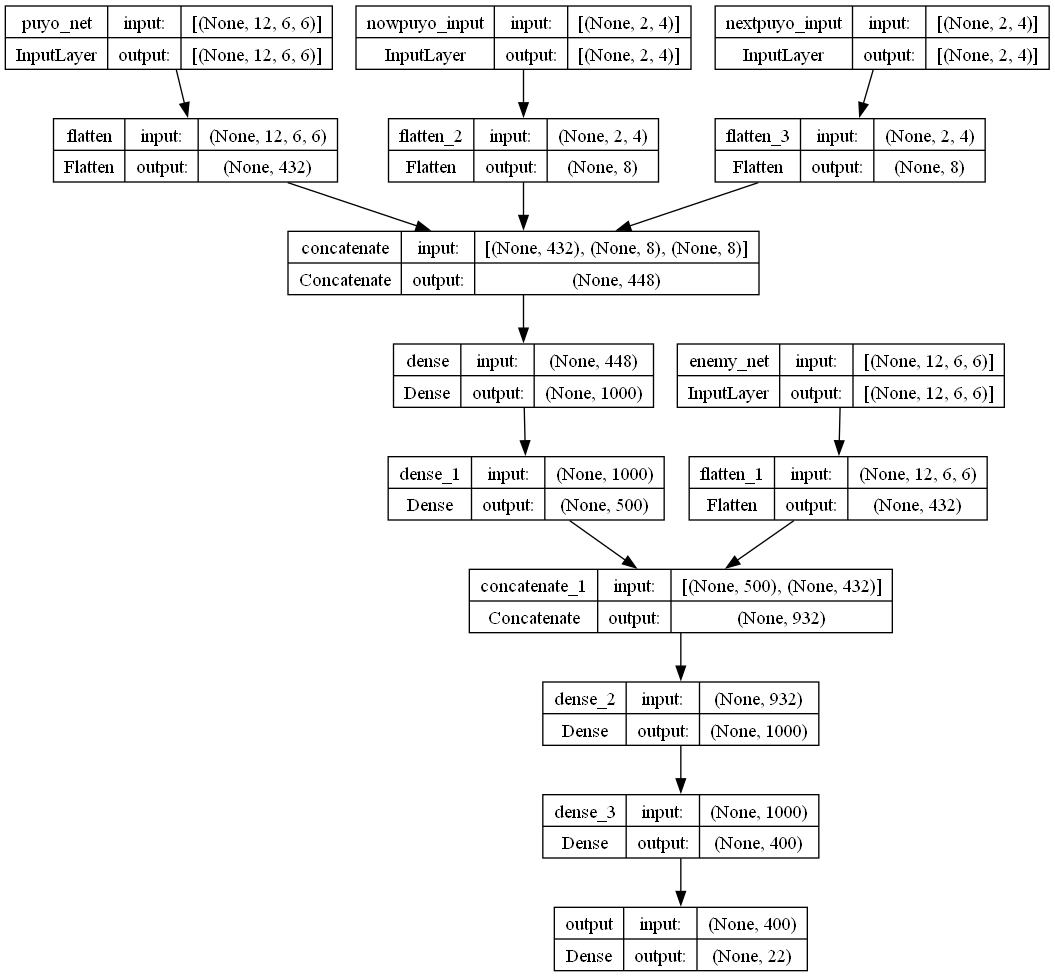 puyo_net input: [(None, 12, 6, 6)]
InputLayer output: [(None, 12, 6, 6)]
nowpuyo_input input: [(None, 2, 4)]
InputLayer output: [(None, 2, 4)]
nextpuyo_input input: [(None, 2, 4)]
InputLayer output: [(None, 2, 4)]
flatten input: (None, 12, 6, 6)
Flatten output: (None, 432)
flatten_2 input: (None, 2, 4)
Flatten output: (None, 8)
flatten_3 input: (None, 2, 4)
Flatten output: (None, 8)
concatenate input: [(None, 432), (None, 8), (None, 8)]
Concatenate output: (None, 448)
dense input: (None, 448)
Dense output: (None, 1000)
enemy_net input: [(None, 12, 6, 6)]
InputLayer output: [(None, 12, 6, 6)]
dense_1 input: (None, 1000)
Dense output: (None, 500)
flatten_1 input: (None, 12, 6, 6)
Flatten output: (None, 432)
concatenate_1 input: [(None, 500), (None, 432)]
Concatenate output: (None, 932)
dense_2 input: (None, 932)
Dense output: (None, 1000)
dense_3 input: (None, 1000)
Dense output: (None, 400)
output input: (None, 400)
Dense output: (None, 22)